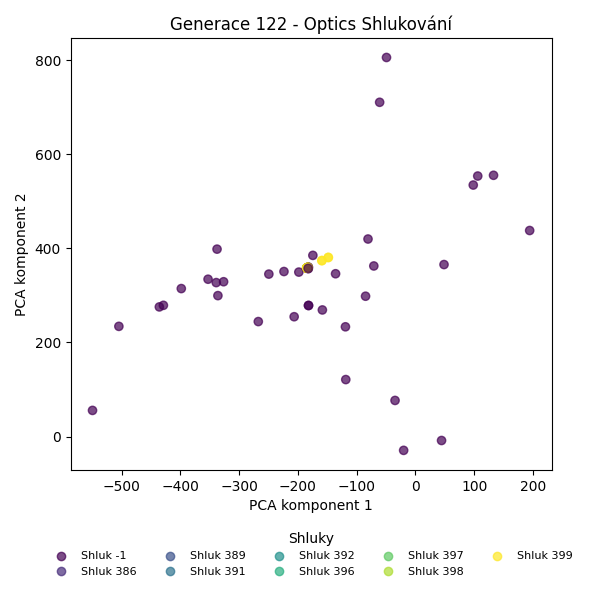 Generace 122 - Optics Shlukování
PCA komponent 2
800
600
400
200
0
−500 −400 −300 −200 −100 0 100 200
PCA komponent 1
Shluky
Shluk -1 Shluk 389 Shluk 392 Shluk 397 Shluk 399
Shluk 386 Shluk 391 Shluk 396 Shluk 398